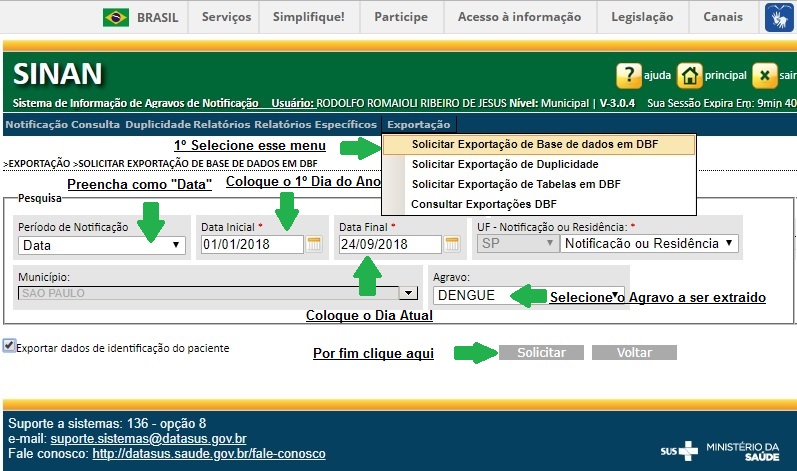 BRASIL Serviços Simplifique! Participe Acesso à informação Legislação Canais
SINAN
ajuda principal sair
Sistema de Informação de Agravos de Notificação Usuário: RODOLFO ROMAIOLI RIBEIRO DE JESUS Nível: Municipal | V-3.0.4 Sua Sessão Expira Em: 9min 40
Notificação Consulta Duplicidade Relatórios Relatórios Específicos Exportação
1º Selecione esse menu
Solicitar Exportação de Base de dados em DBF
Solicitar Exportação de Duplicidade
Solicitar Exportação de Tabelas em DBF
Consultar Exportações DBF
>EXPORTAÇÃO >SOLICITAR EXPORTAÇÃO DE BASE DE DADOS EM DBF
Preencha como "Data" Coloque o 1º Dia do Ano
Pesquisa
Período de Notificação Data Inicial * Data Final * UF - Notificação ou Residência: *
Data 01/01/2018 24/09/2018 SP Notificação ou Residência
Município: Agravo:
SAO PAULO DENGUE Selecione o Agravo a ser extraido
Coloque o Dia Atual
Exportar dados de identificação do paciente
Por fim clique aqui Solicitar Voltar
Suporte a sistemas: 136 - opção 8
e-mail: suporte.sistemas@datasus.gov.br
Fale conosco: http://datasus.saude.gov.br/fale-conosco
SUS MINISTÉRIO DA
SAÚDE